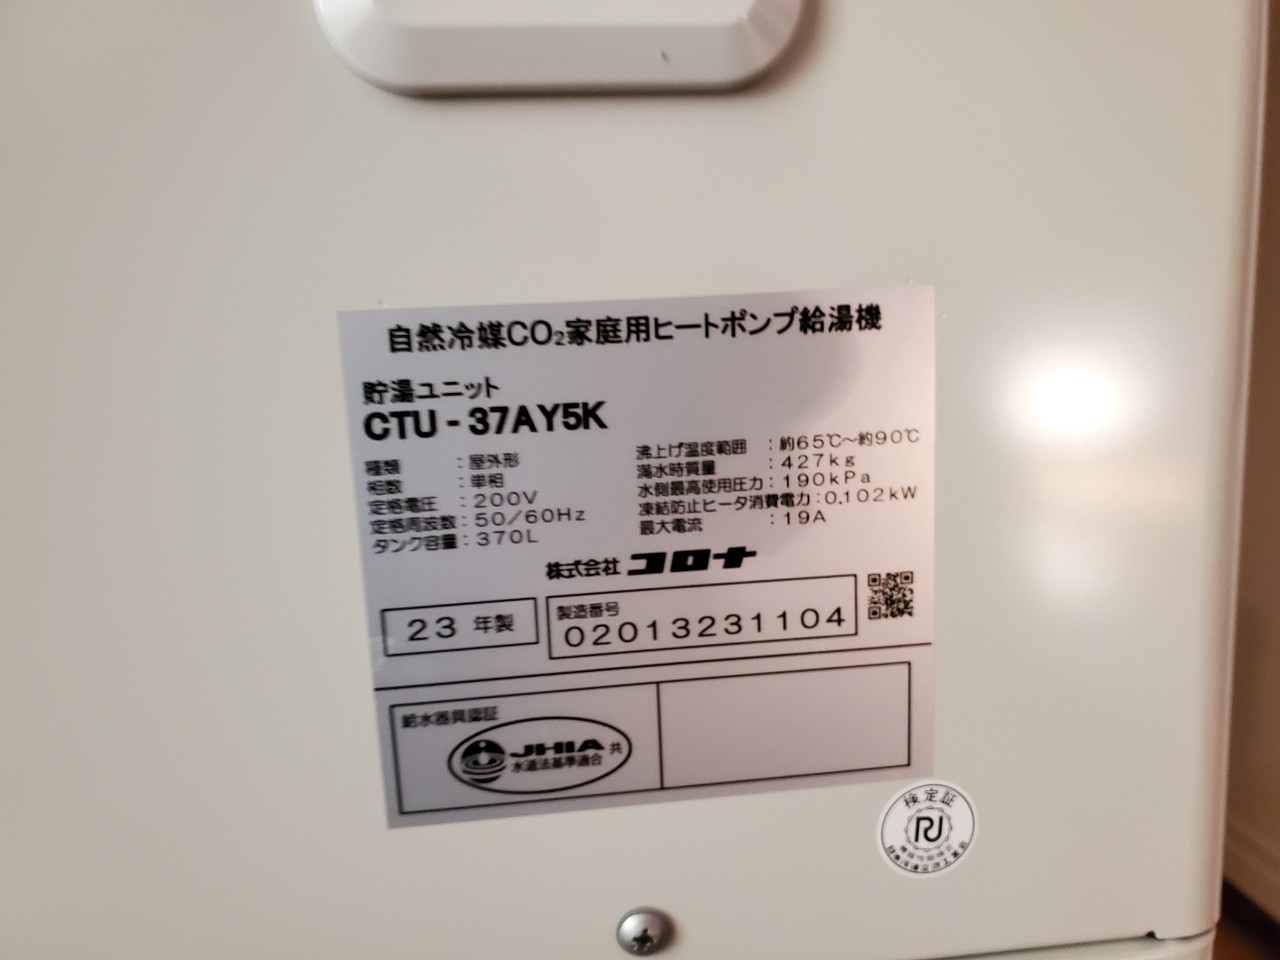 自然冷媒CO₂家庭用ヒートポンプ給湯機
貯湯ユニット
CTU-37AY5K
種類 :屋外形
相数 :単相
定格電圧 :200V
定格周波数:50/60Hz
タンク容量:370L
沸上げ温度範囲 :約65℃~約90℃
満水時質量 :427kg
水側最高使用圧力:190kPa
凍結防止ヒータ消費電力:0.102kW
最大電流 :19A
株式会社 コロナ
23 年製
製造番号
02013231104
給水器具認証
JHIA 共
水道法基準適合
検定証
RJ